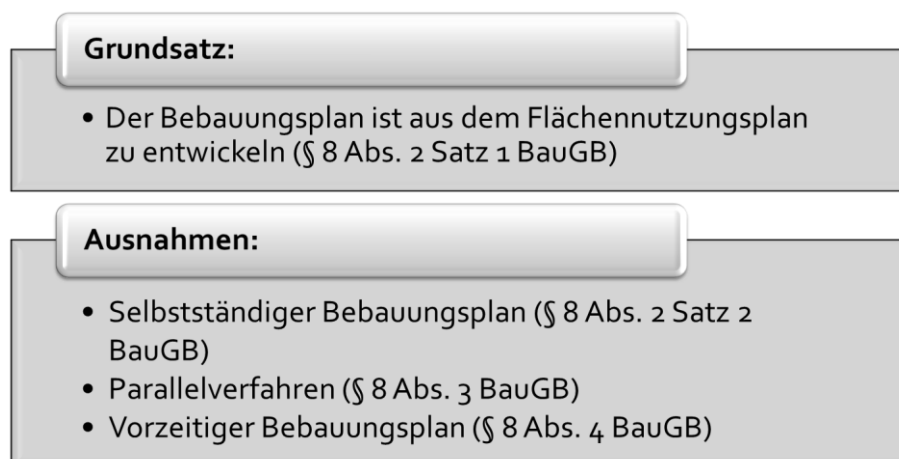 Grundsatz:
• Der Bebauungsplan ist aus dem Flächennutzungsplan
zu entwickeln (§ 8 Abs. 2 Satz 1 BauGB)
Ausnahmen:
• Selbstständiger Bebauungsplan (§ 8 Abs. 2 Satz 2
BauGB)
• Parallelverfahren (§ 8 Abs. 3 BauGB)
• Vorzeitiger Bebauungsplan (§ 8 Abs. 4 BauGB)